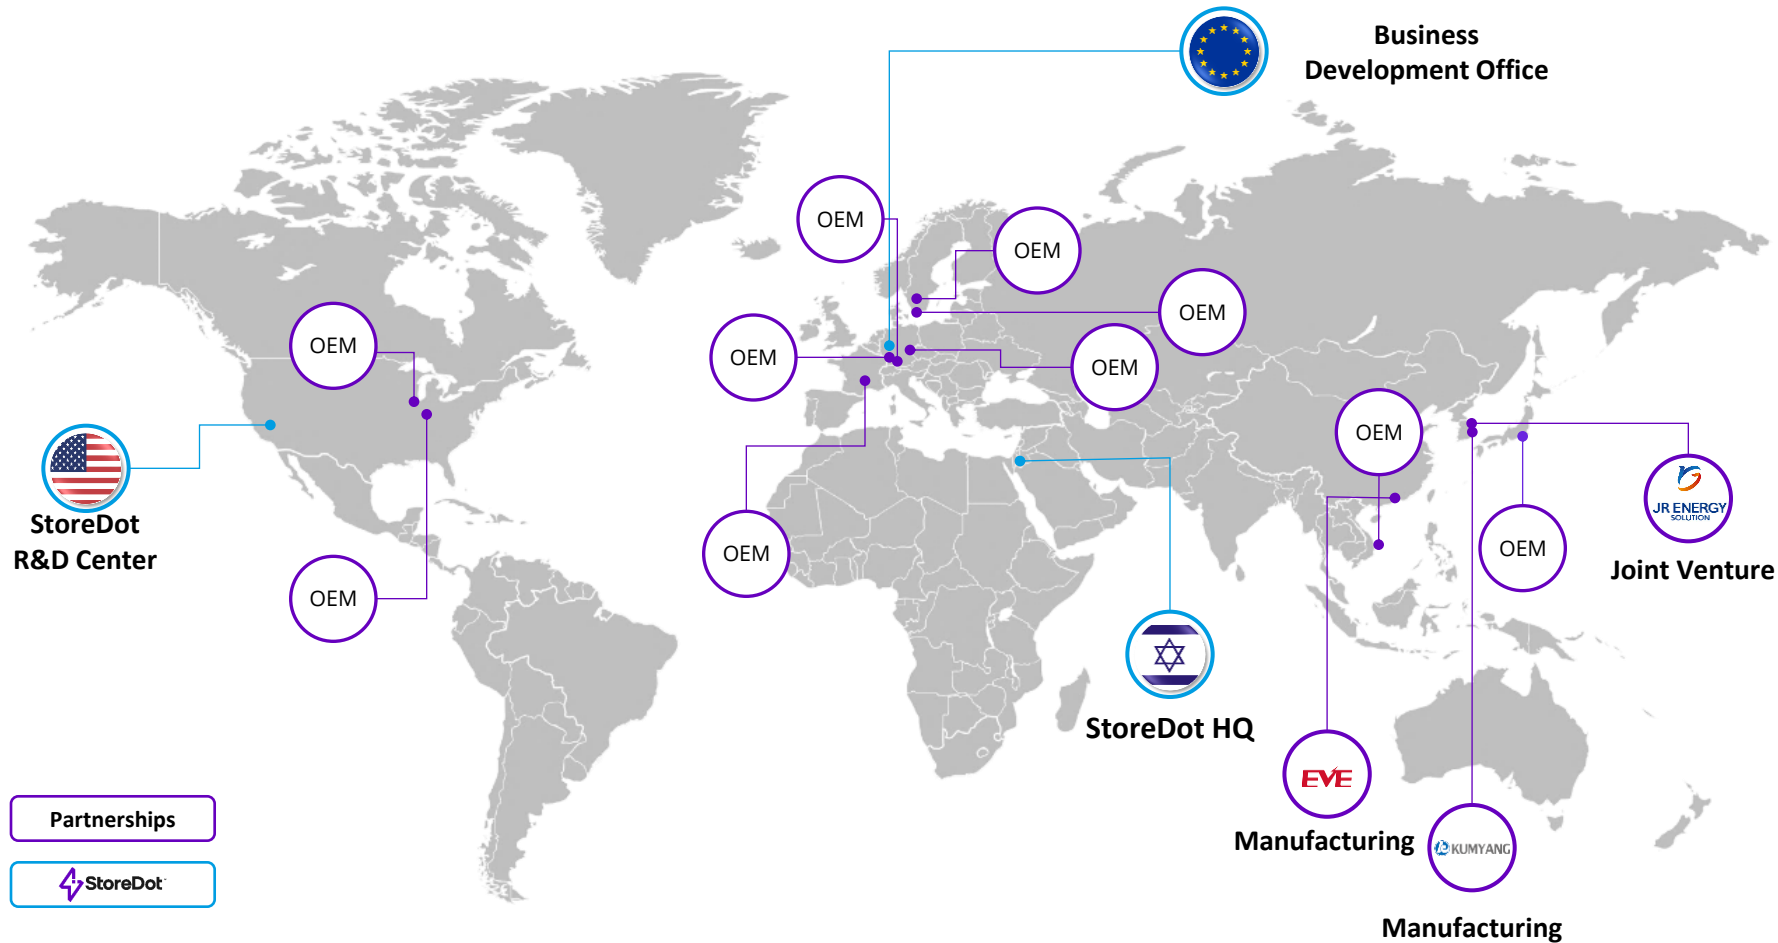 Business
Development Office
OEM
OEM
OEM
OEM
OEM
OEM
OEM
OEM
StoreDot
R&D Center
JR ENERGY
SOLUTION
OEM
OEM
Joint Venture
OEM
StoreDot HQ
EVE
Partnerships
Manufacturing
KUMYANG
StoreDot
Manufacturing